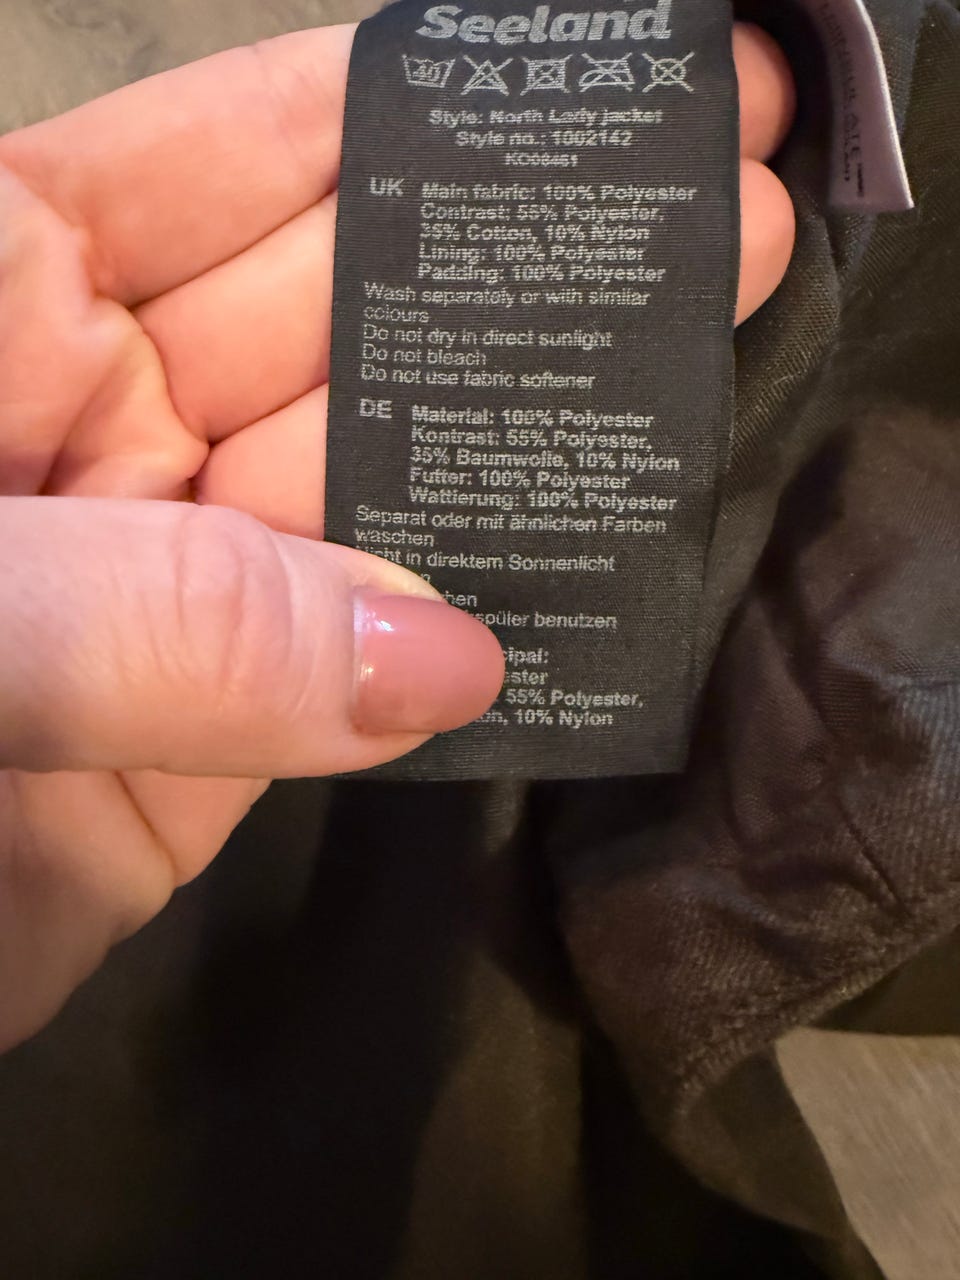 Seeland
40
Style: North Lady jacket
Style no.: 1002142
UK Main fabric: 100% Polyester
Contrast: 55% Polyester,
35% Cotton, 10% Nylon
Lining: 100% Polyester
Padding: 100% Polyester
Wash separately or with similar
colours
Do not dry in direct sunlight
Do not bleach
Do not use fabric softener
DE Material: 100% Polyester
Kontrast: 55% Polyester,
35% Baumwolle, 10% Nylon
Futter: 100% Polyester
Wattierung: 100% Polyester
Separat oder mit ähnlichen Farben
waschen
Nicht in direktem Sonnenlicht
benutzen
55% Polyester,
10% Nylon